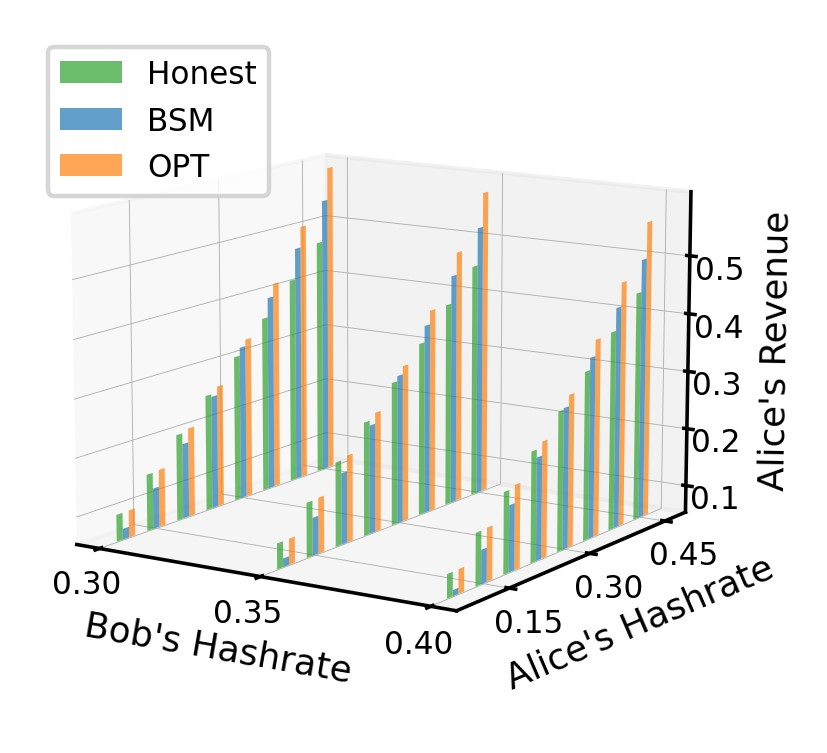 Honest
BSM
OPT
0.5
0.4
0.3
0.2
0.1
Alice's Revenue
0.30
0.35
0.40
Bob's Hashrate
0.15
0.30
0.45
Alice's Hashrate